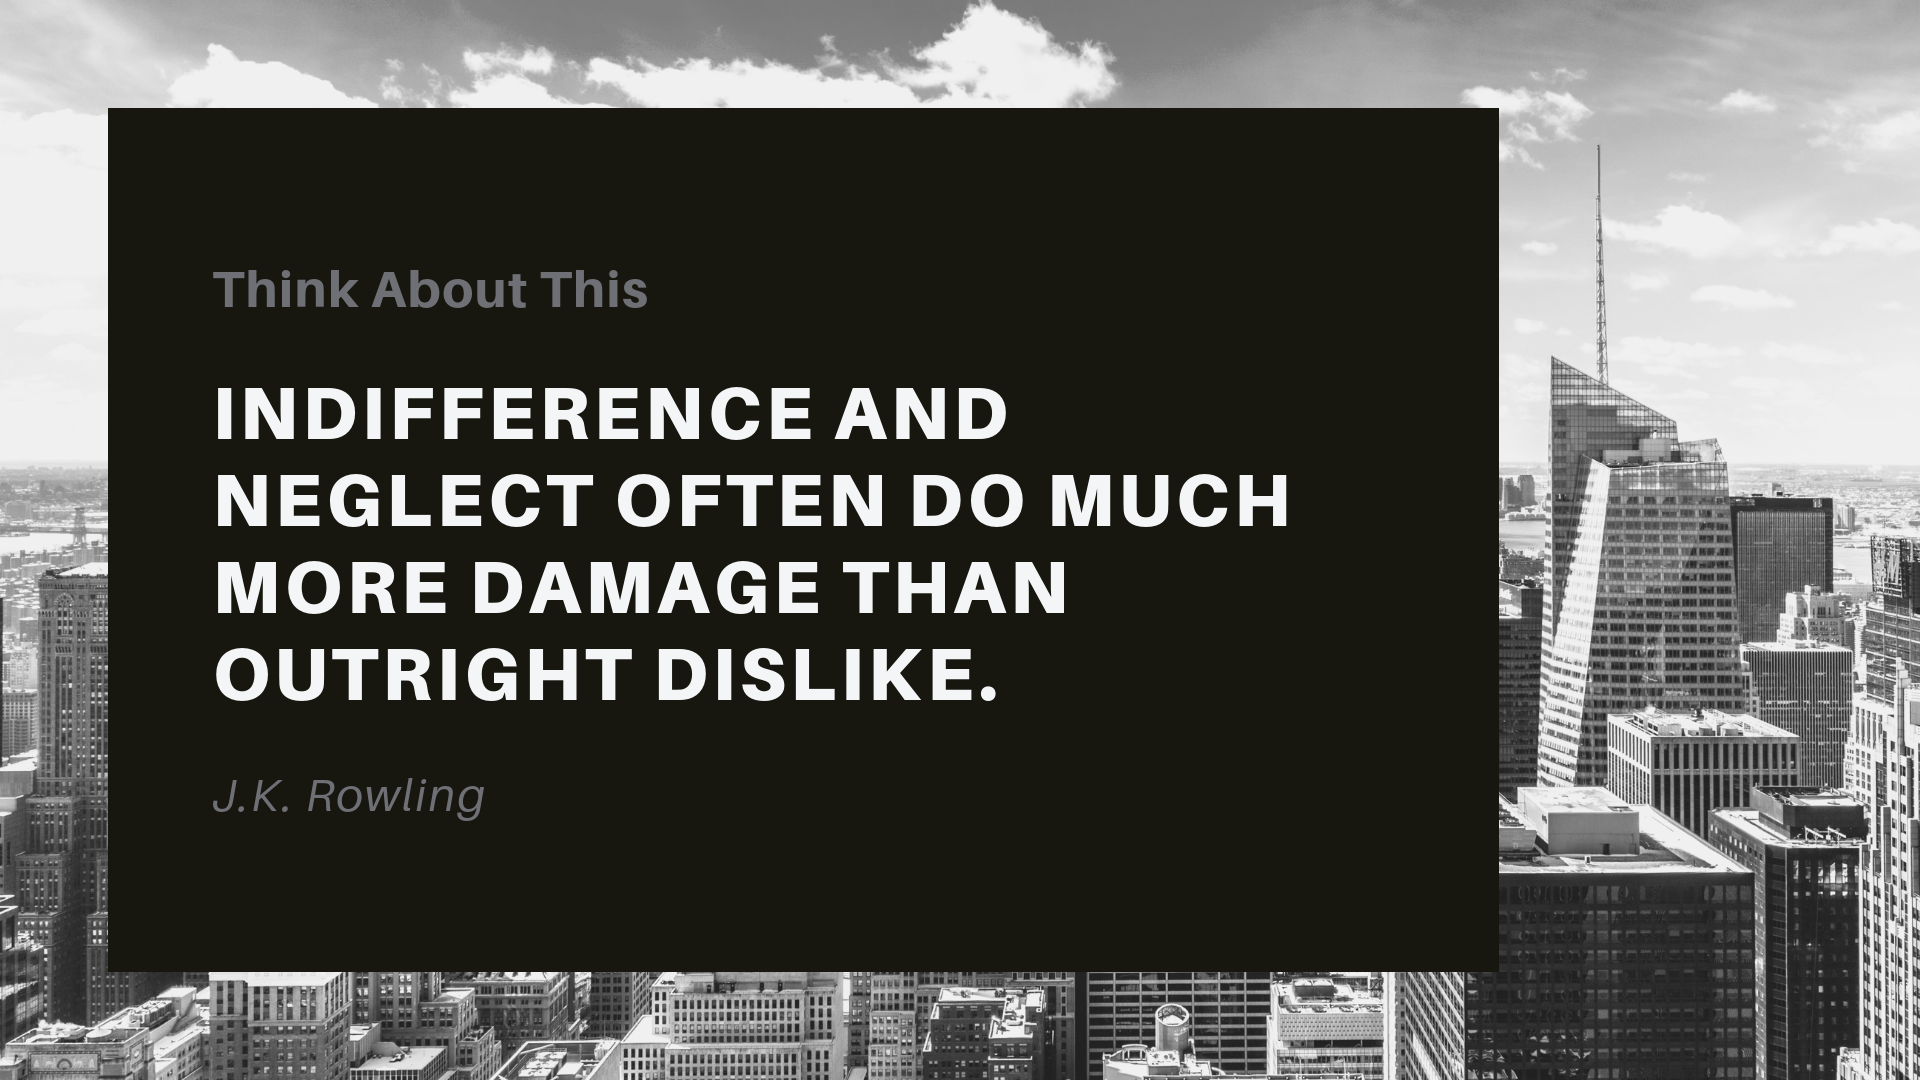 Think About This
INDIFFERENCE AND
NEGLECT OFTEN DO MUCH
MORE DAMAGE THAN
OUTRIGHT DISLIKE.
J.K. Rowling